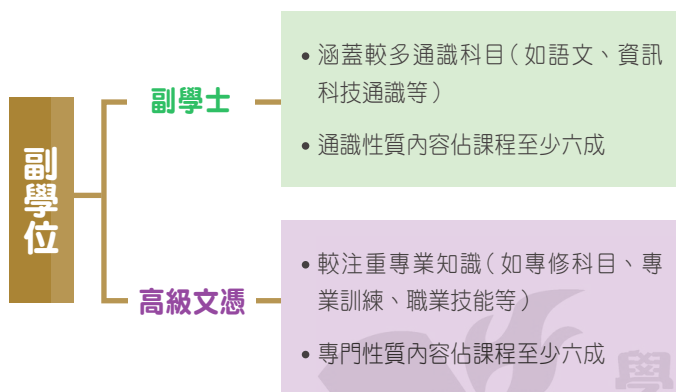 副學位
副學士
• 涵蓋較多通識科目（如語文、資訊
科技通識等）
• 通識性質內容佔課程至少六成
高級文憑
• 較注重專業知識（如專修科目、專
業訓練、職業技能等）
• 專門性質內容佔課程至少六成
學